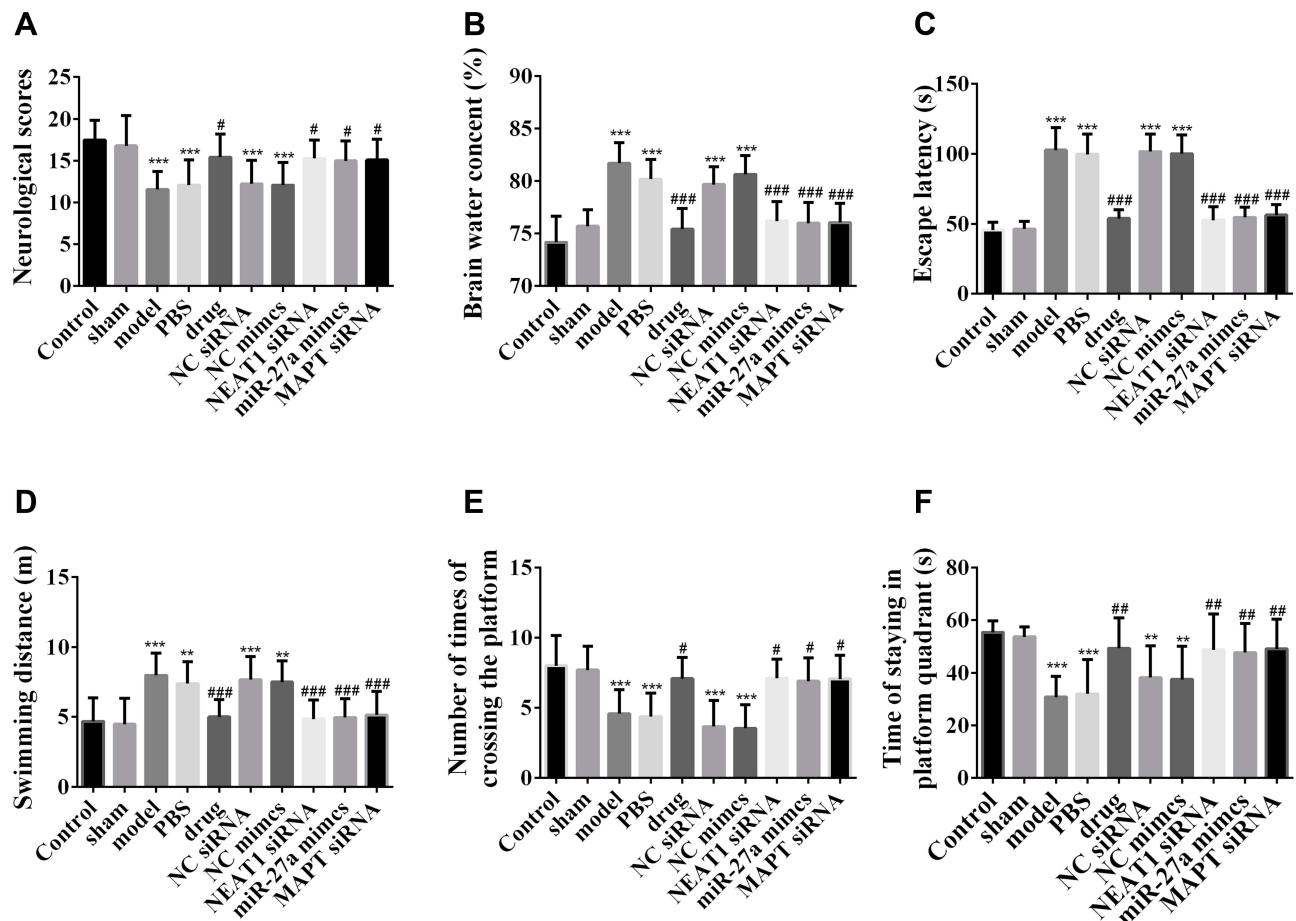 A
Neurological scores
25
20
15
10
5
0
***
***
#
***
***
#
#
#
Control
sham
model
PBS
drug
NC siRNA
NC mimcs
NEAT1 siRNA
miR-27a mimcs
MAPT siRNA
B
Brain water concent (%)
90
85
80
75
70
***
***
###
***
***
###
###
###
Control
sham
model
PBS
drug
NC siRNA
NC mimcs
NEAT1 siRNA
miR-27a mimcs
MAPT siRNA
C
Escape latency (s)
150
100
50
0
***
***
###
***
***
###
###
###
Control
sham
model
PBS
drug
NC siRNA
NC mimcs
NEAT1 siRNA
miR-27a mimcs
MAPT siRNA
D
Swimming distance (m)
15
10
5
0
***
**
###
***
**
###
###
###
Control
sham
model
PBS
drug
NC siRNA
NC mimcs
NEAT1 siRNA
miR-27a mimcs
MAPT siRNA
E
Number of times of
crossing the platform
15
10
5
0
***
***
#
***
***
#
#
#
Control
sham
model
PBS
drug
NC siRNA
NC mimcs
NEAT1 siRNA
miR-27a mimcs
MAPT siRNA
F
Time of staying in
platform quadrant (s)
80
60
40
20
0
***
***
##
**
**
##
##
##
Control
sham
model
PBS
drug
NC siRNA
NC mimcs
NEAT1 siRNA
miR-27a mimcs
MAPT siRNA